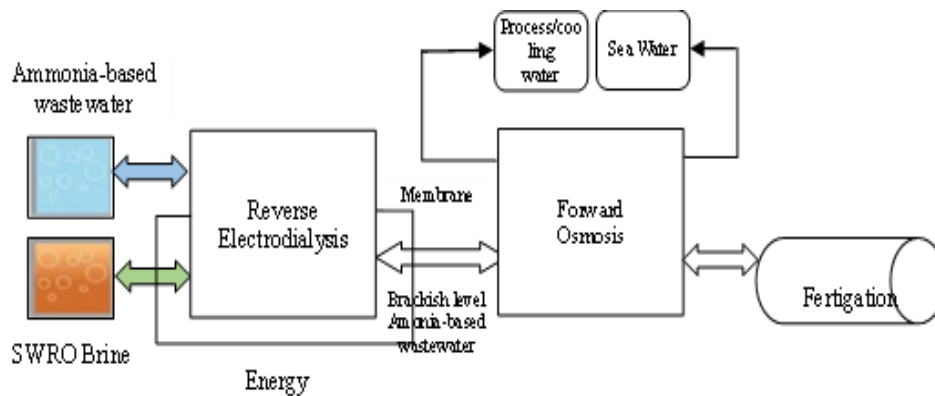 Process/coo
ling
water
Sea Water
Ammonia-based
wastewater
Reverse
Electrodialysis
Membrane
Forward
Osmosis
Brackish level
Ammonia-based
wastewater
Fertigation
SWRO Brine
Energy